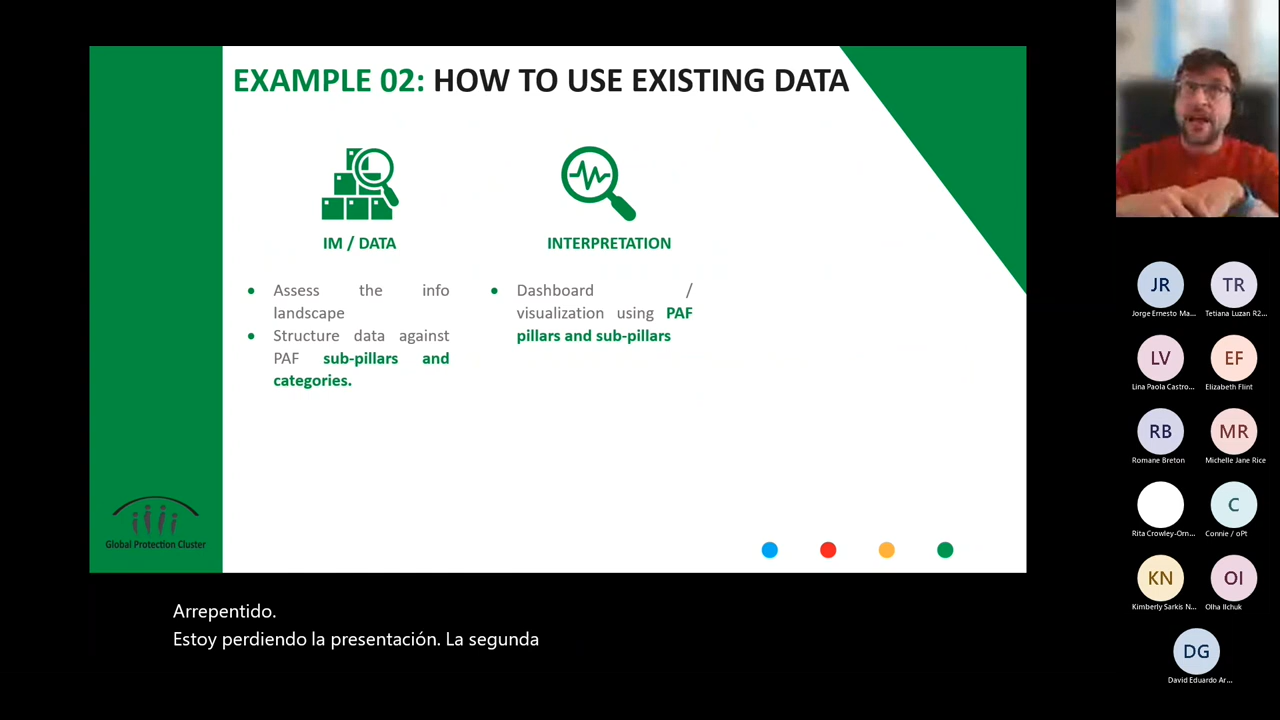 EXAMPLE 02: HOW TO USE EXISTING DATA
IM / DATA
• Assess the info
landscape
• Structure data against
PAF sub-pillars and
categories.
INTERPRETATION
• Dashboard /
visualization using PAF
pillars and sub-pillars
Global Protection Cluster
Arrepentido.
Estoy perdiendo la presentación. La segunda
JR
Jorge Ernesto Ma...
TR
Tetiana Luzan R2...
LV
Lina Paola Castro...
EF
Elizabeth Flint
RB
Romane Breton
MR
Michelle Jane Rice
Rita Crowley-Orn...
C
Connie / oPt
KN
Kimberly Sarkis N...
OI
Olha Ilchuk
DG
David Eduardo Ar...